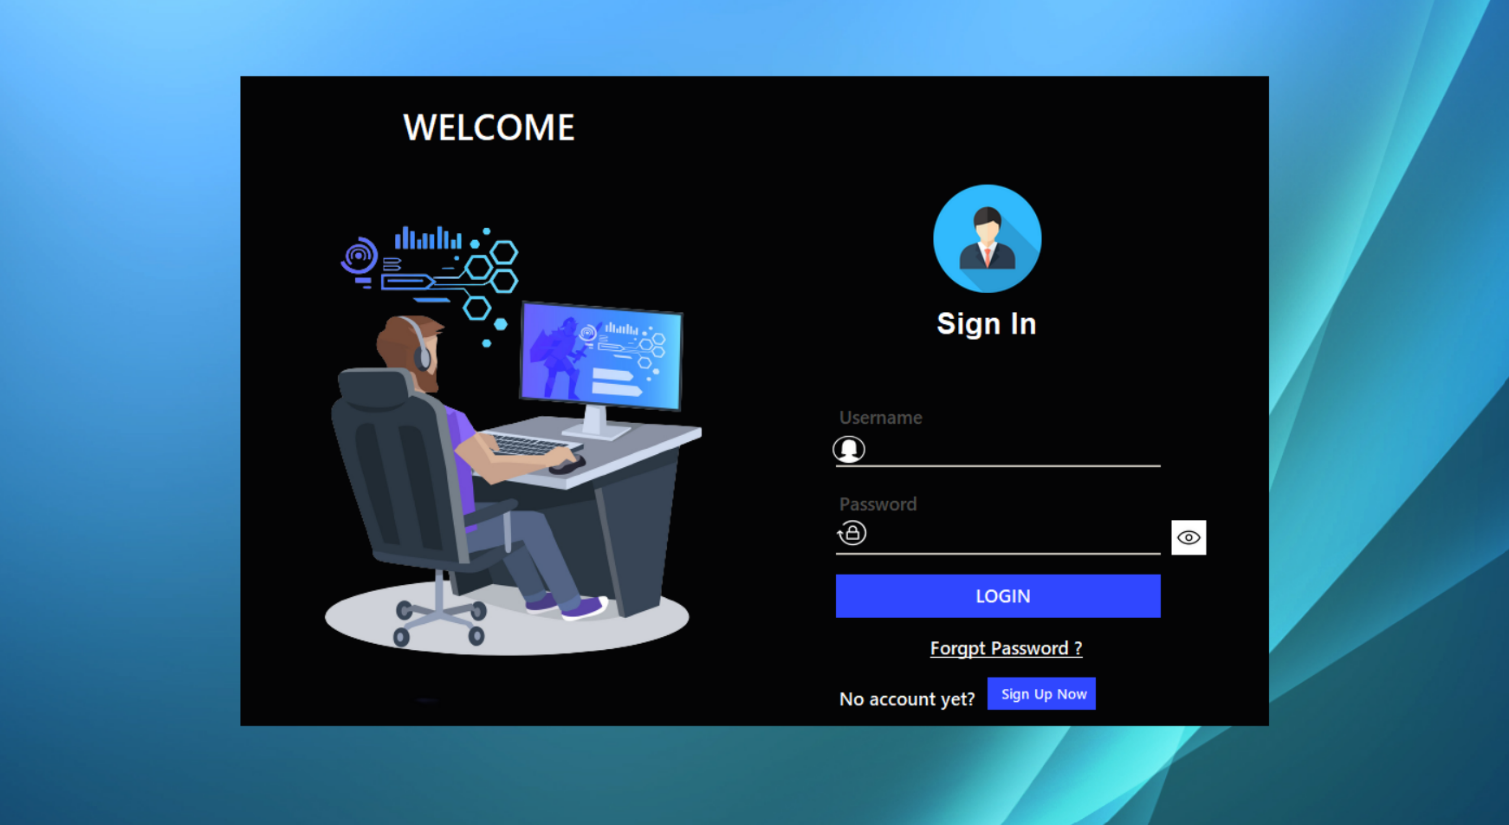 WELCOME
Sign In
Username
Password
LOGIN
Forgpt Password ?
No account yet? Sign Up Now